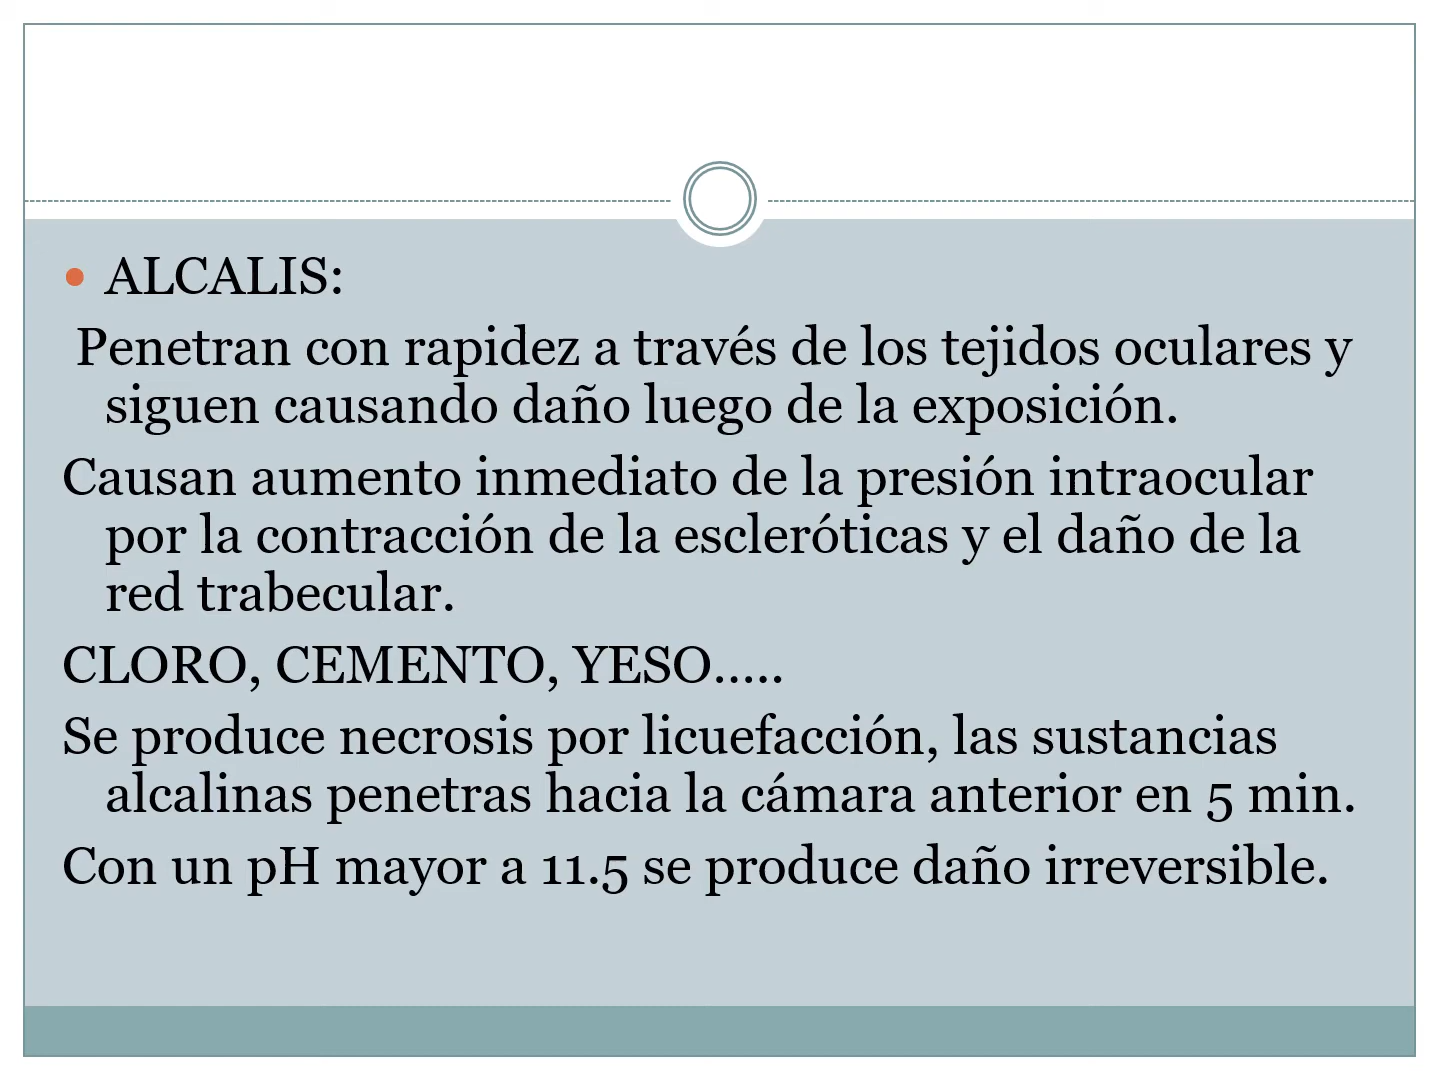 ALCALIS:
Penetran con rapidez a través de los tejidos oculares y
siguen causando daño luego de la exposición.
Causan aumento inmediato de la presión intraocular
por la contracción de la escleróticas y el daño de la
red trabecular.
CLORO, CEMENTO, YESO.....
Se produce necrosis por licuefacción, las sustancias
alcalinas penetras hacia la cámara anterior en 5 min.
Con un pH mayor a 11.5 se produce daño irreversible.